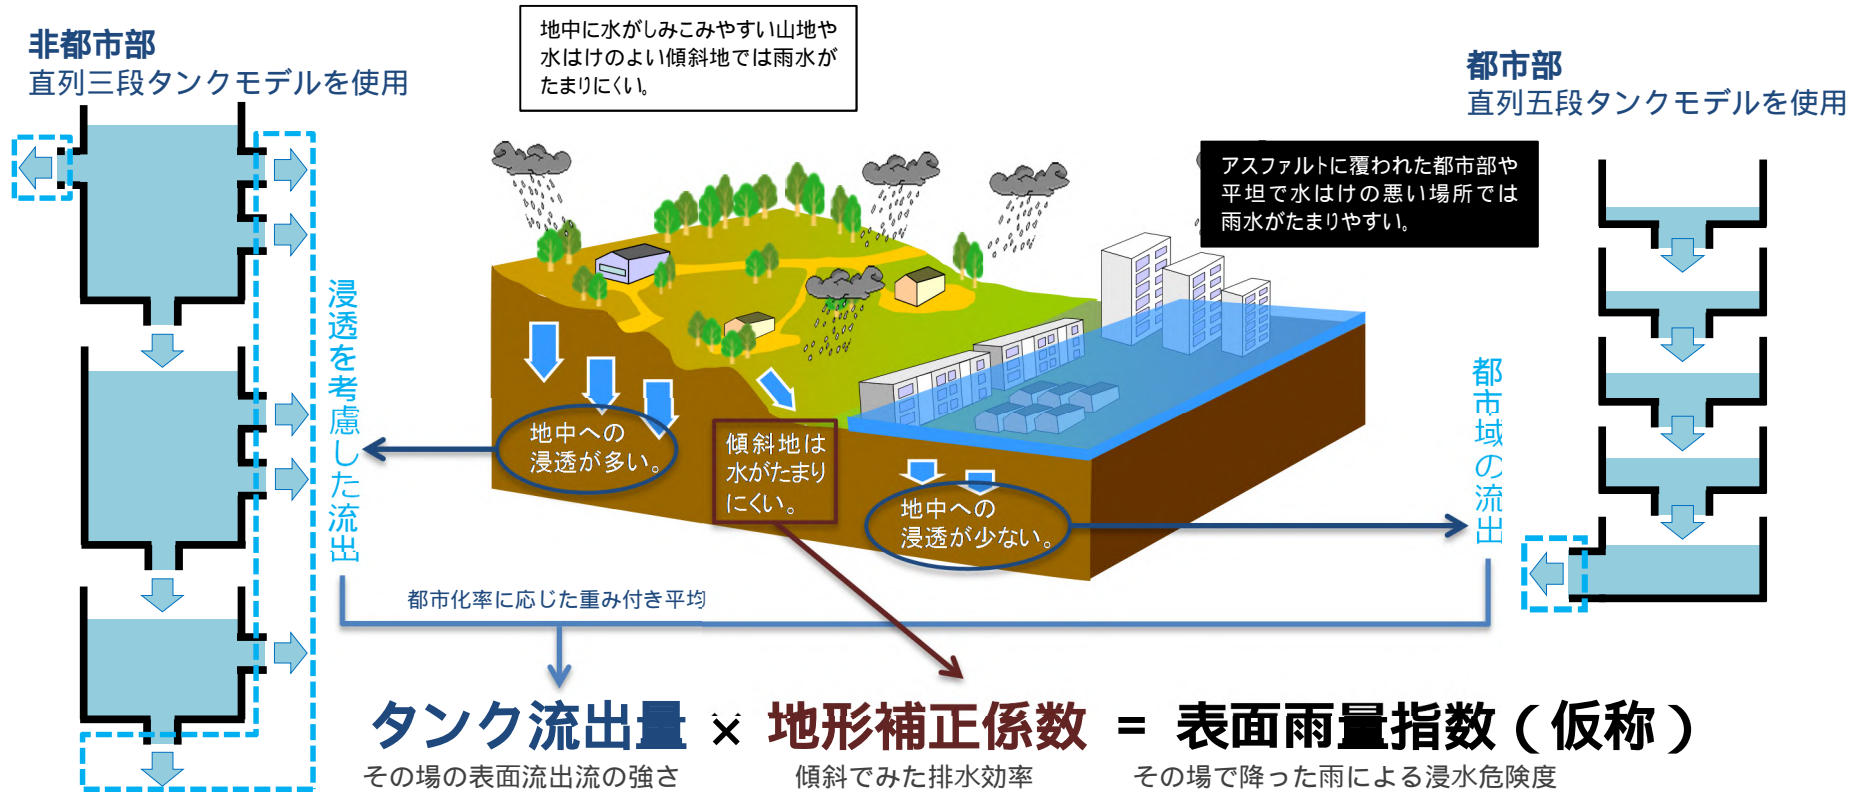 非都市部
直列三段タンクモデルを使用
地中に水がしみこみやすい山地や
水はけのよい傾斜地では雨水が
たまりにくい。
都市部
直列五段タンクモデルを使用
アスファルトに覆われた都市部や
平坦で水はけの悪い場所では
雨水がたまりやすい。
浸透を考慮した流出
地中への
浸透が多い。
傾斜地は
水がたまり
にくい。
地中への
浸透が少ない。
都市域の流出
都市化率に応じた重み付き平均
タンク流出量 × 地形補正係数 = 表面雨量指数(仮称)
その場の表面流出流の強さ
傾斜でみた排水効率
その場で降った雨による浸水危険度